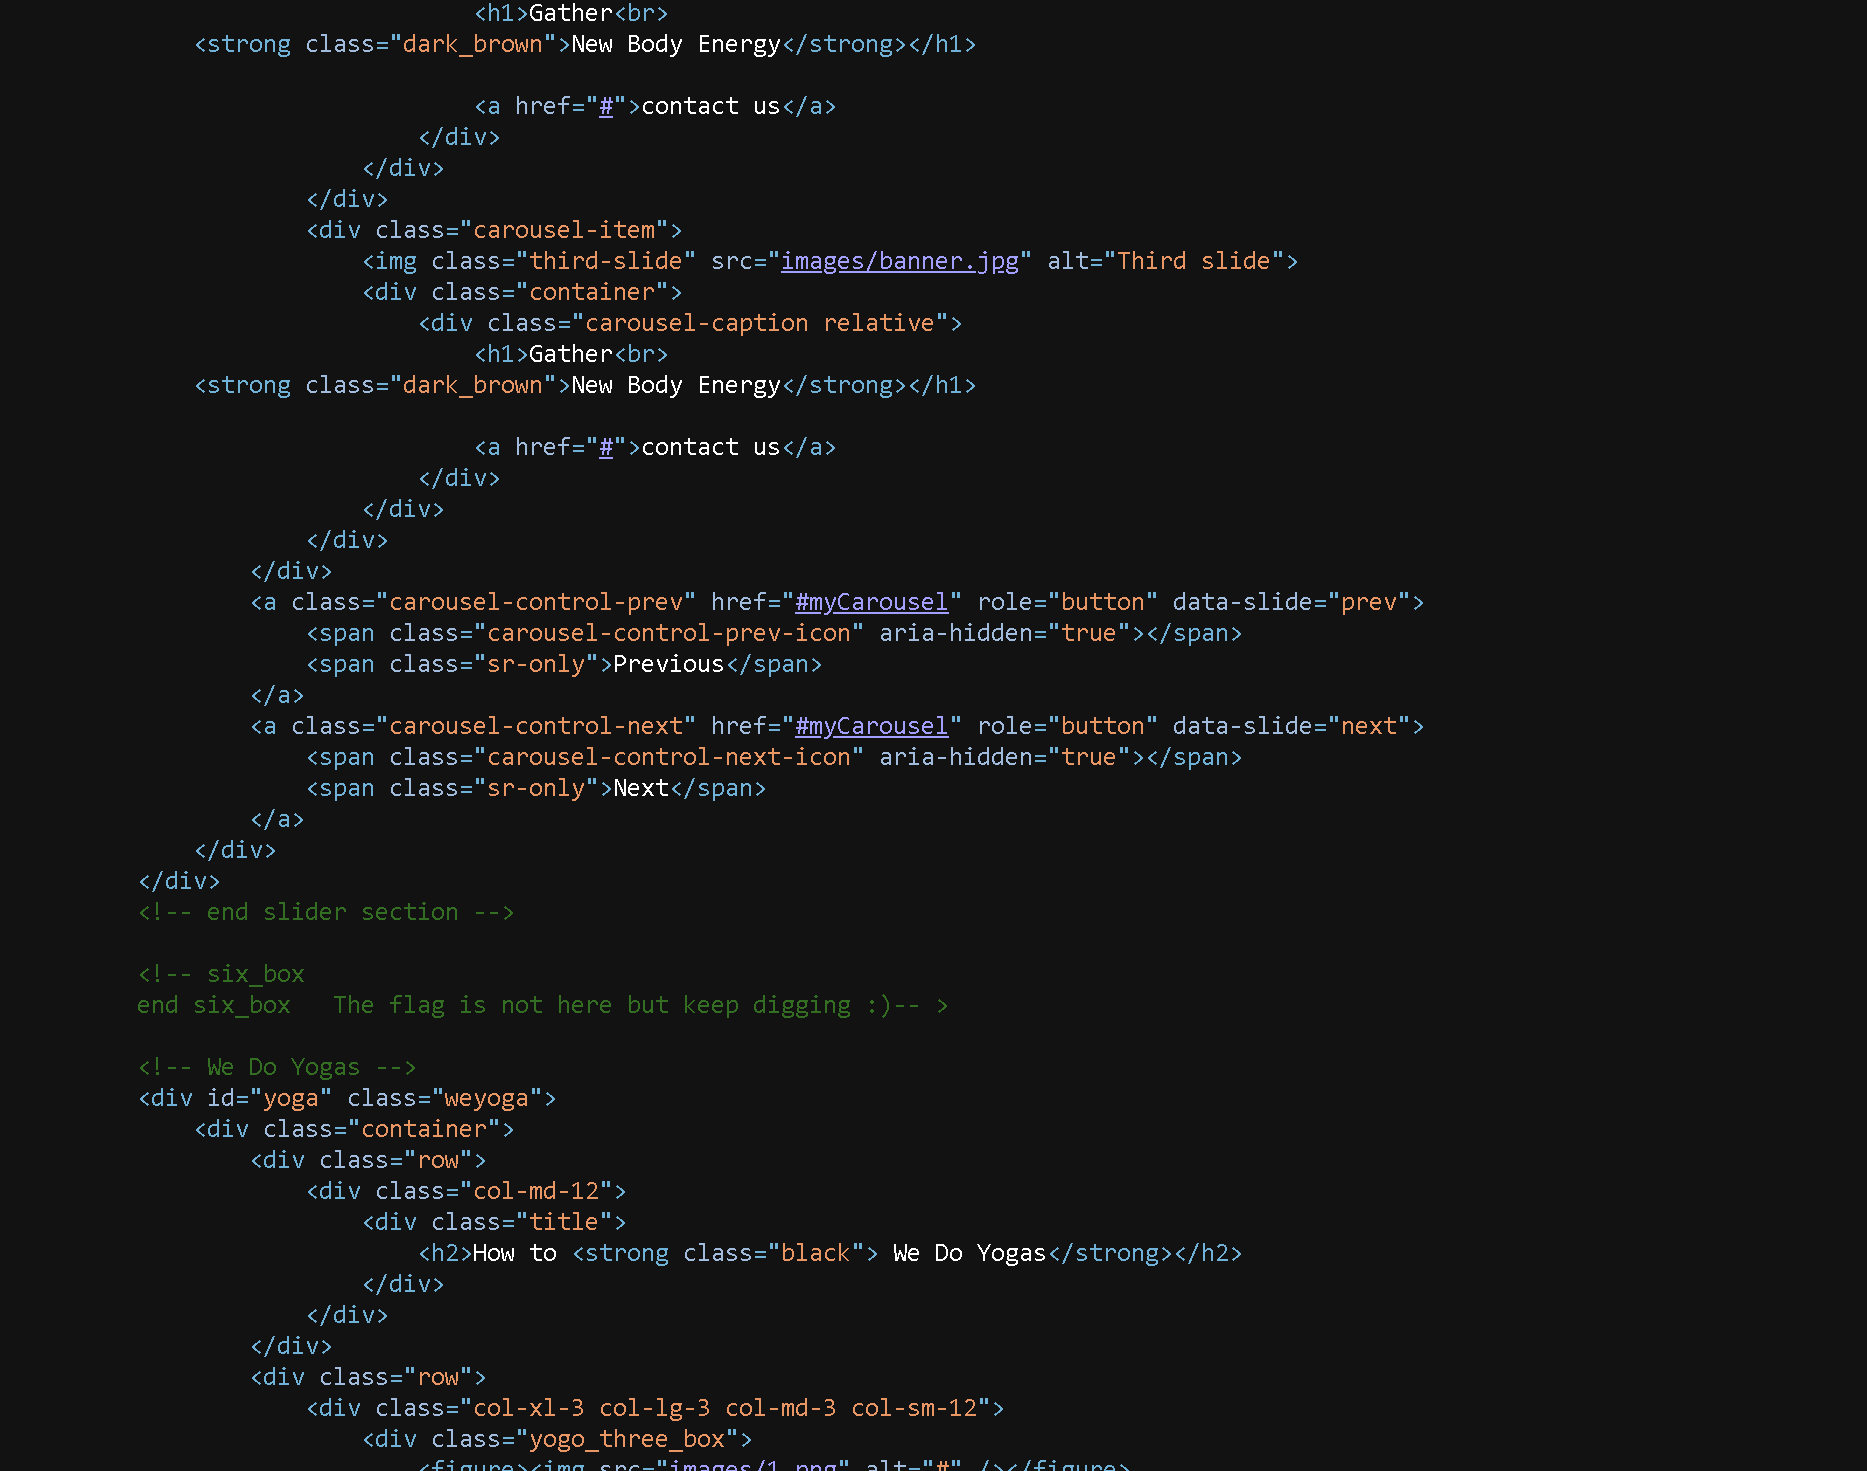 <h1>Gather<br>
<strong class="dark_brown">New Body Energy</strong></h1>
<a href="#">contact us</a>
</div>
</div>
</div>
<div class="carousel-item">
<img class="third-slide" src="images/banner.jpg" alt="Third slide">
<div class="container">
<div class="carousel-caption relative">
<h1>Gather<br>
<strong class="dark_brown">New Body Energy</strong></h1>
<a href="#">contact us</a>
</div>
</div>
</div>
</div>
<a class="carousel-control-prev" href="#myCarousel" role="button" data-slide="prev">
<span class="carousel-control-prev-icon" aria-hidden="true"></span>
<span class="sr-only">Previous</span>
</a>
<a class="carousel-control-next" href="#myCarousel" role="button" data-slide="next">
<span class="carousel-control-next-icon" aria-hidden="true"></span>
<span class="sr-only">Next</span>
</a>
</div>
</div>
<!-- end slider section -->
<!-- six_box
end six_box   The flag is not here but keep digging :)-- >
<!-- We Do Yogas -->
<div id="yoga" class="weyoga">
<div class="container">
<div class="row">
<div class="col-md-12">
<div class="title">
<h2>How to <strong class="black"> We Do Yogas</strong></h2>
</div>
</div>
</div>
<div class="row">
<div class="col-xl-3 col-lg-3 col-md-3 col-sm-12">
<div class="yogo_three_box">
<figure><img src="images/1.png" alt="#" /></figure>